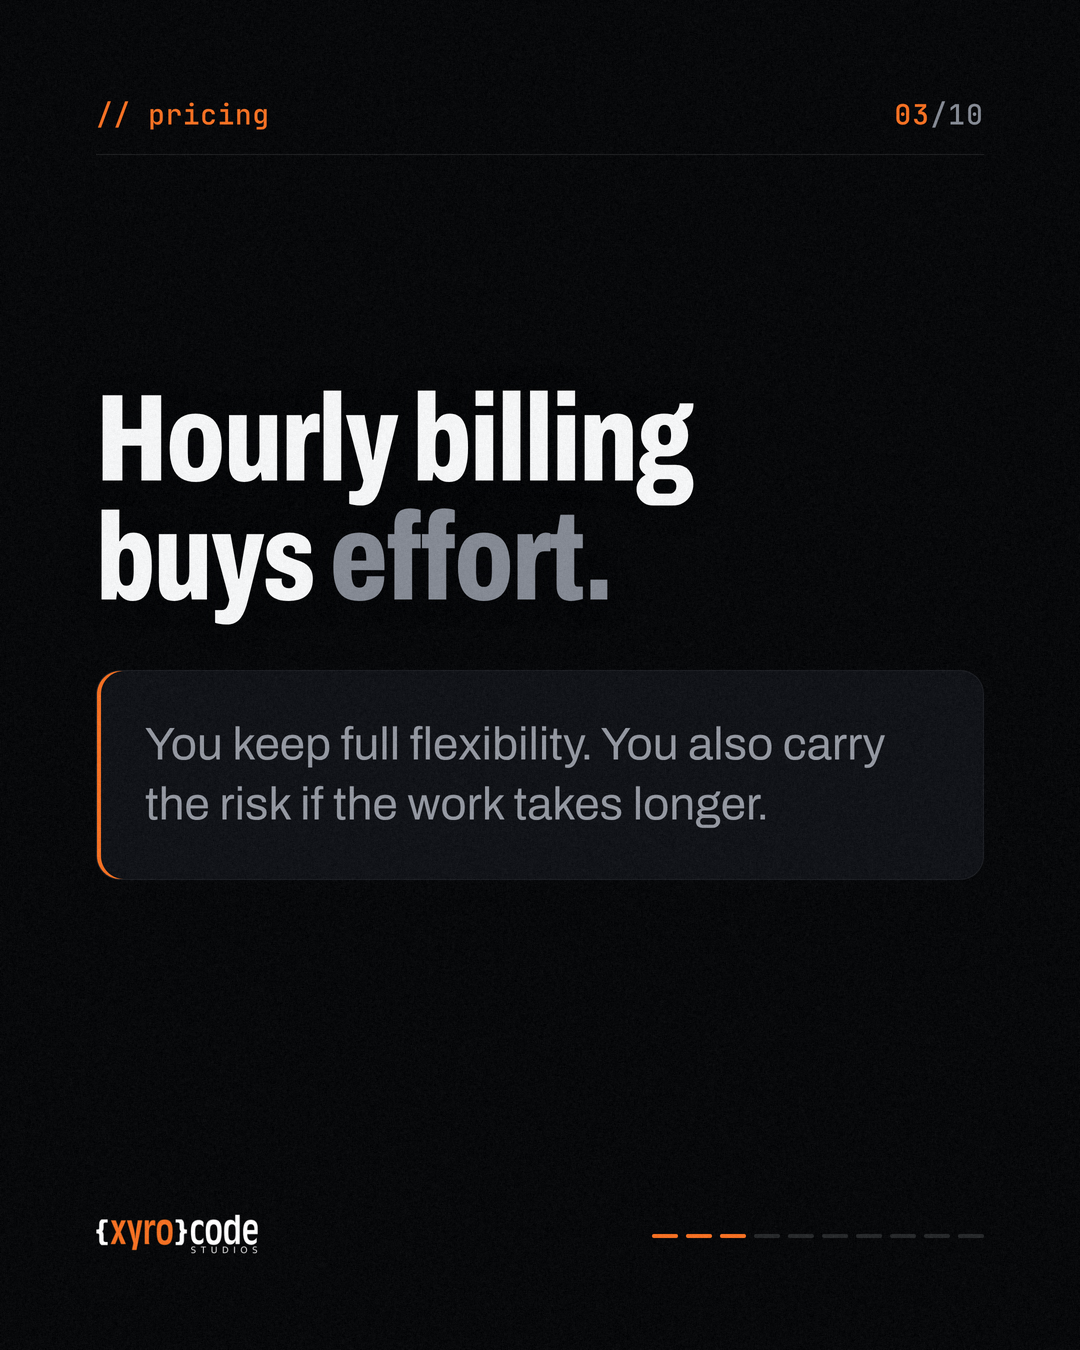 // pricing
03/10
Hourly billing
buys effort.
You keep full flexibility. You also carry
the risk if the work takes longer.
{xyro}code
STUDIOS